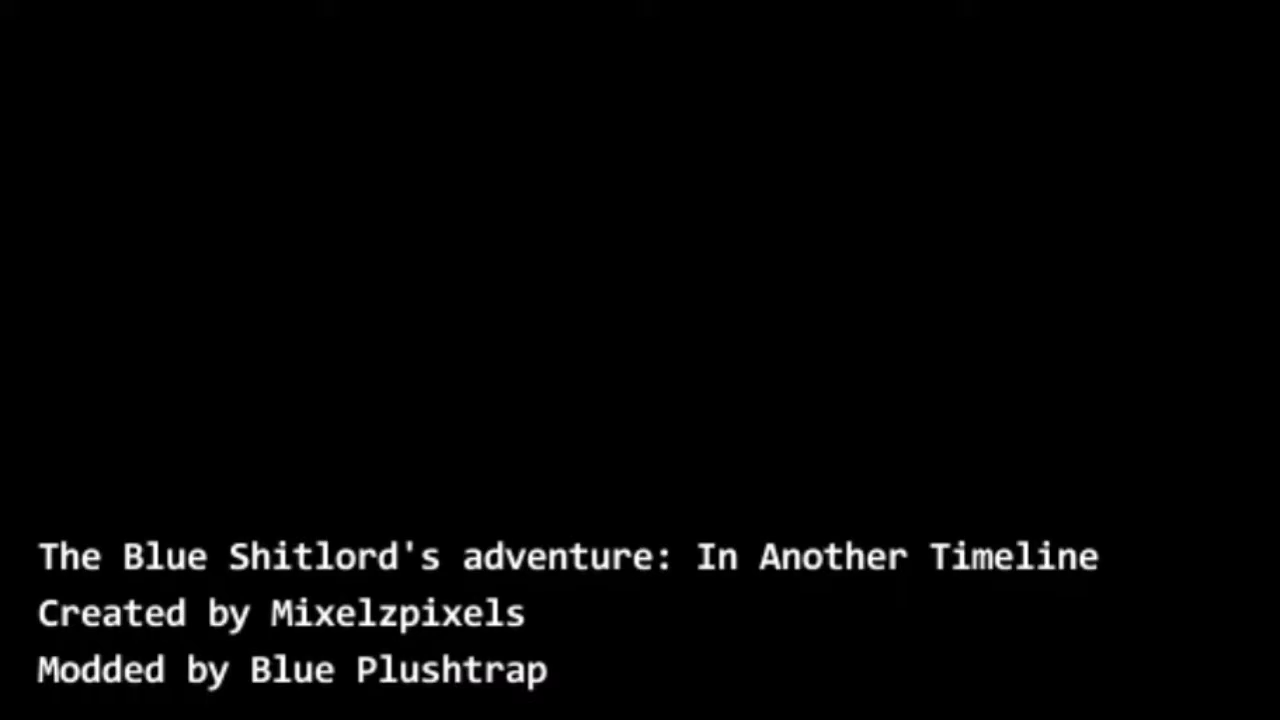 The Blue Shitlord's adventure: In Another Timeline
Created by Mixelzpixels
Modded by Blue Plushtrap